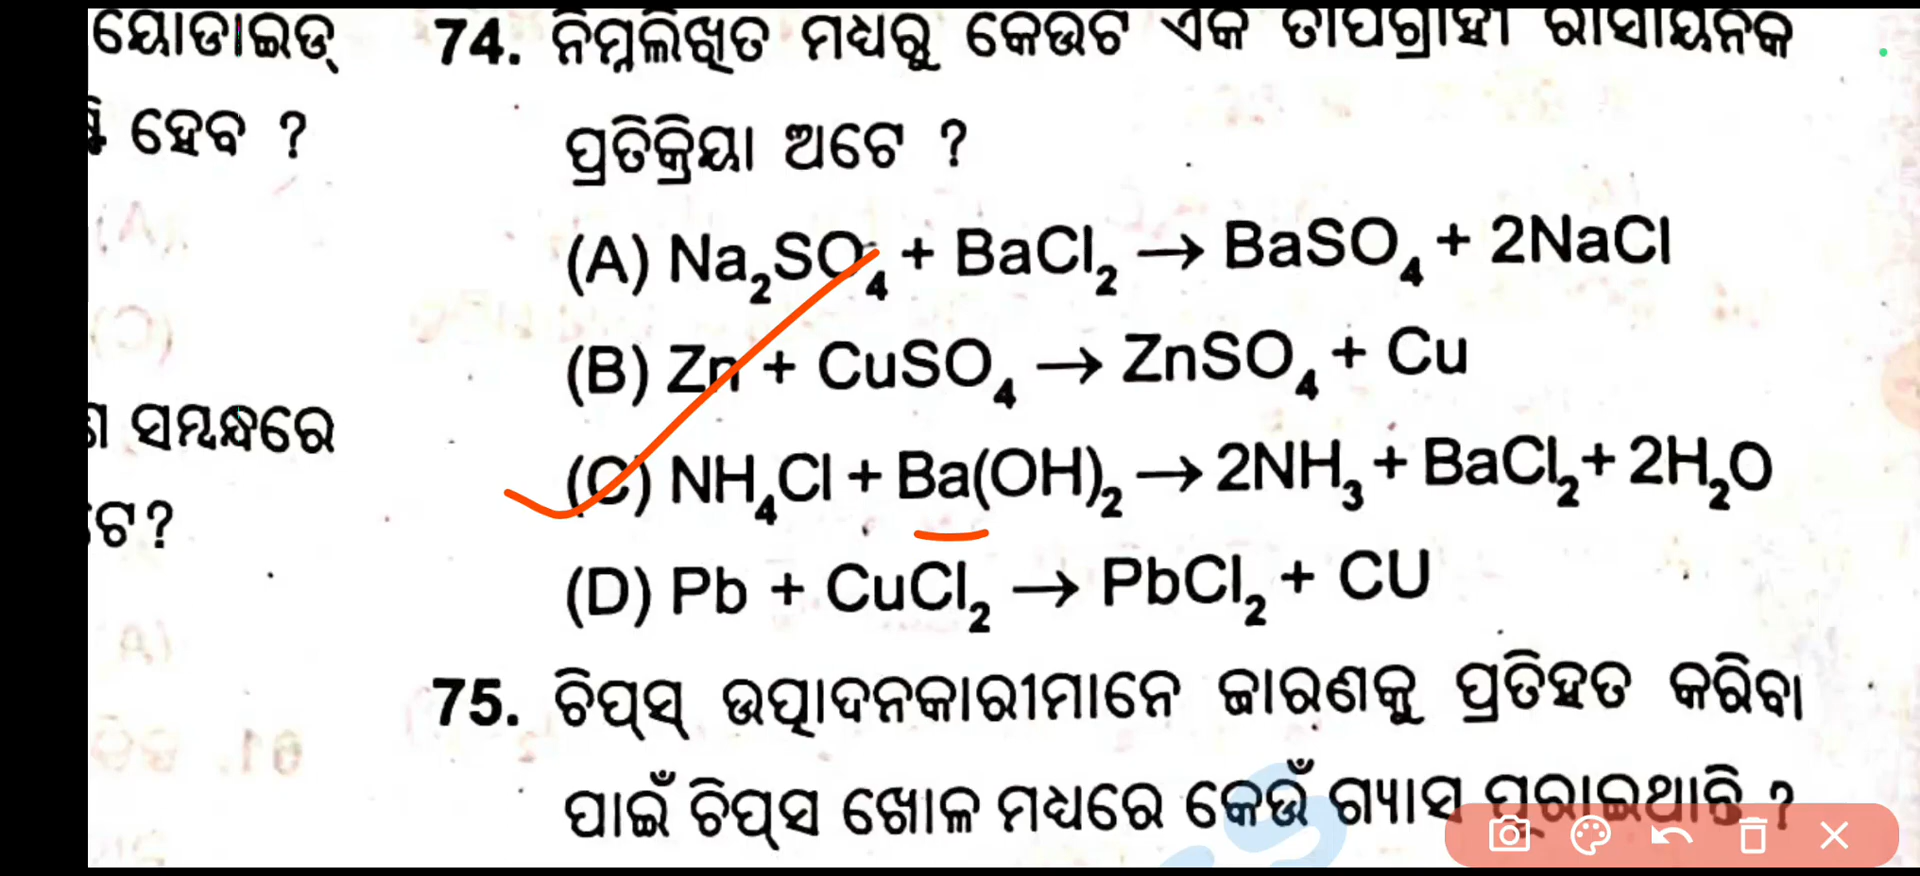 ୟୋଡାଇଡ୍
ହେବ ?
ସମ୍ବନ୍ଧରେ
74. ନିମ୍ନଲିଖିତ ମଧ୍ୟରୁ କେଉଟି ଏକ ତାପଗ୍ରାହୀ ରାସାୟନିକ
ପ୍ରତିକ୍ରିୟା ଅଟେ ?
(A) Na₂SO₄ + BaCl₂ → BaSO₄ + 2NaCl
(B) Zn + CuSO₄ → ZnSO₄ + Cu
(C) NH₄Cl + Ba(OH)₂ → 2NH₃ + BaCl₂ + 2H₂O
(D) Pb + CuCl₂ → PbCl₂ + CU
75. ଚିପ୍‌ସ୍ ଉତ୍ପାଦନକାରୀମାନେ ଜାରଣକୁ ପ୍ରତିହତ କରିବା
ପାଇଁ ଚିପ୍‌ସ ଖୋଳ ମଧ୍ୟରେ କେଉଁ ଗ୍ୟାସ ପୁରାଇଥାନ୍ତି ?